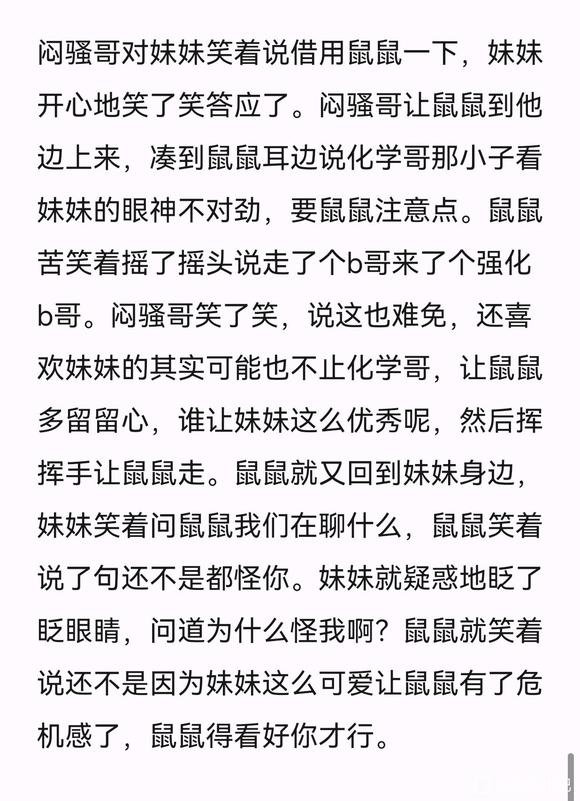 闷骚哥对妹妹笑着说借用鼠鼠一下，妹妹
开心地笑了笑答应了。闷骚哥让鼠鼠到他
边上来，凑到鼠鼠耳边说化学哥那小子看
妹妹的眼神不对劲，要鼠鼠注意点。鼠鼠
苦笑着摇了摇头说走了个b哥来了个强化
b哥。闷骚哥笑了笑，说这也难免，还喜
欢妹妹的其实可能也不止化学哥，让鼠鼠
多留留心，谁让妹妹这么优秀呢，然后挥
挥手让鼠鼠走。鼠鼠就又回到妹妹身边，
妹妹笑着问鼠鼠我们在聊什么，鼠鼠笑着
说了句还不是都怪你。妹妹就疑惑地眨了
眨眼睛，问道为什么怪我啊？鼠鼠就笑着
说还不是因为妹妹这么可爱让鼠鼠有了危
机感了，鼠鼠得看好你才行。